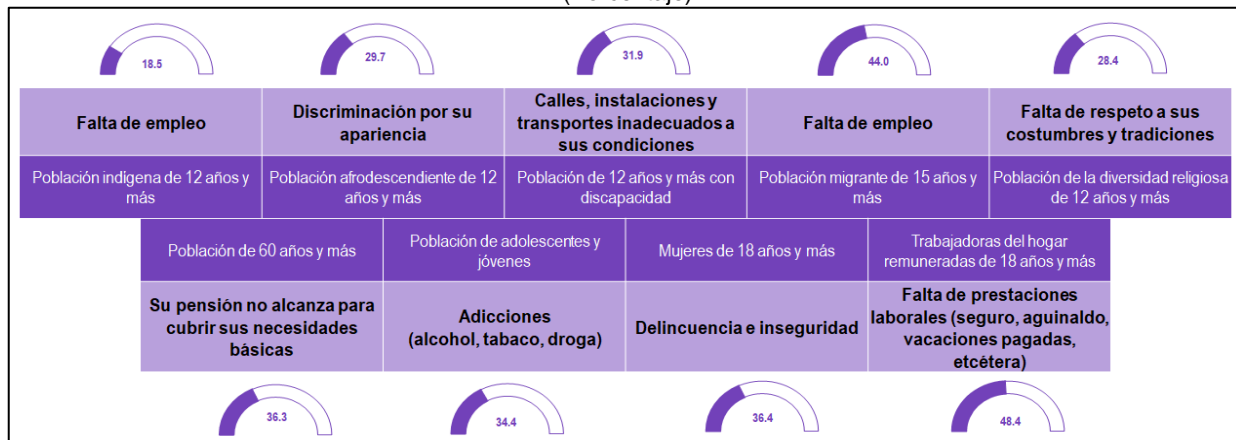 18.5
29.7
31.9
44.0
28.4
Falta de empleo
Discriminación por su
apariencia
Calles, instalaciones y
transportes inadecuados a
sus condiciones
Falta de empleo
Falta de respeto a sus
costumbres y tradiciones
Población indígena de 12 años y
más
Población afrodescendiente de 12
años y más
Población de 12 años y más con
discapacidad
Población migrante de 15 años y
más
Población de la diversidad religiosa
de 12 años y más
Población de 60 años y más
Población de adolescentes y
jóvenes
Mujeres de 18 años y más
Trabajadoras del hogar
remuneradas de 18 años y más
Su pensión no alcanza para
cubrir sus necesidades
básicas
Adicciones
(alcohol, tabaco, droga)
Delincuencia e inseguridad
Falta de prestaciones
laborales (seguro, aguinaldo,
vacaciones pagadas,
etcétera)
36.3
34.4
36.4
48.4